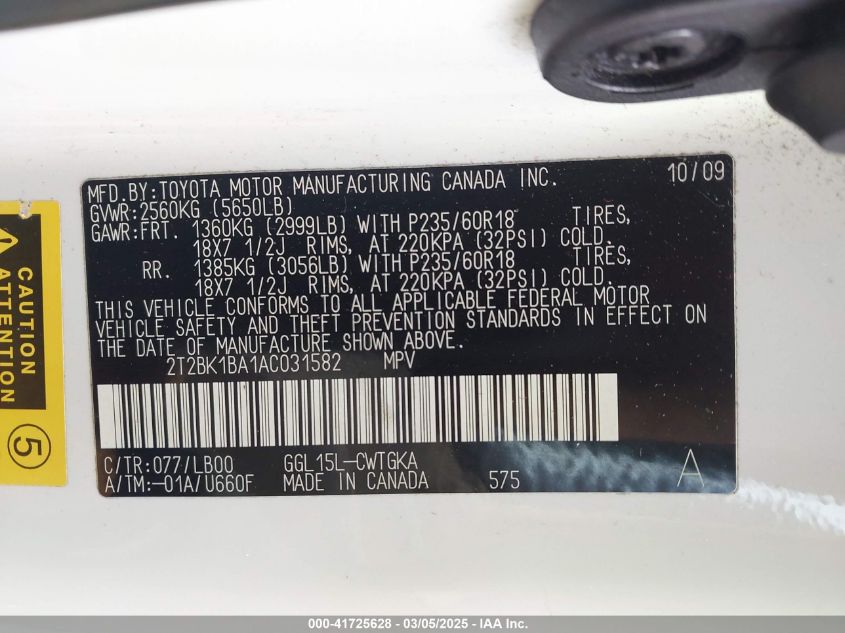 MFD.BY:TOYOTA MOTOR MANUFACTURING CANADA INC. 10/09
GVWR:2560KG (5650LB)
GAWR:FRT. 1360KG (2999LB) WITH P235/60R18 TIRES,
18X7 1/2J RIMS, AT 220KPA (32PSI) COLD.
RR. 1385KG (3056LB) WITH P235/60R18 TIRES,
18X7 1/2J RIMS, AT 220KPA (32PSI) COLD.
THIS VEHICLE CONFORMS TO ALL APPLICABLE FEDERAL MOTOR
VEHICLE SAFETY AND THEFT PREVENTION STANDARDS IN EFFECT ON
THE DATE OF MANUFACTURE SHOWN ABOVE.
2T2BK1BA1AC031582 MPV
C/TR:077/LB00 GGL15L-CWTGKA
A/TM:-01A/U660F MADE IN CANADA 575 A
CAUTION
ATTENTION
5
000-41725628 - 03/05/2025 - IAA Inc.